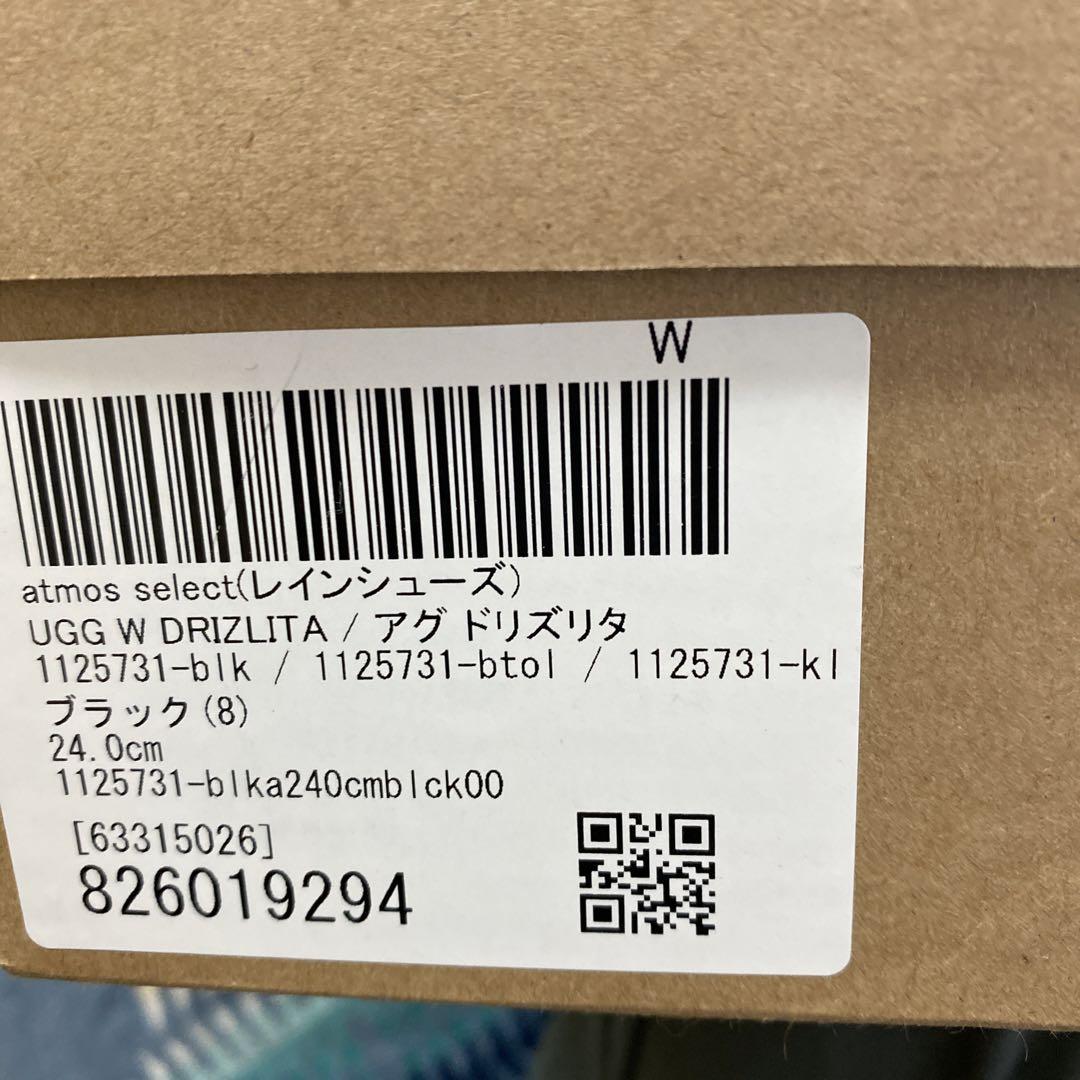 W
atmos select(レインシューズ)
UGG W DRIZLITA / アグ ドリズリタ
1125731-blk / 1125731-btol / 1125731-kl
ブラック(8)
24.0cm
1125731-blka240cmblck00
[63315026]
826019294